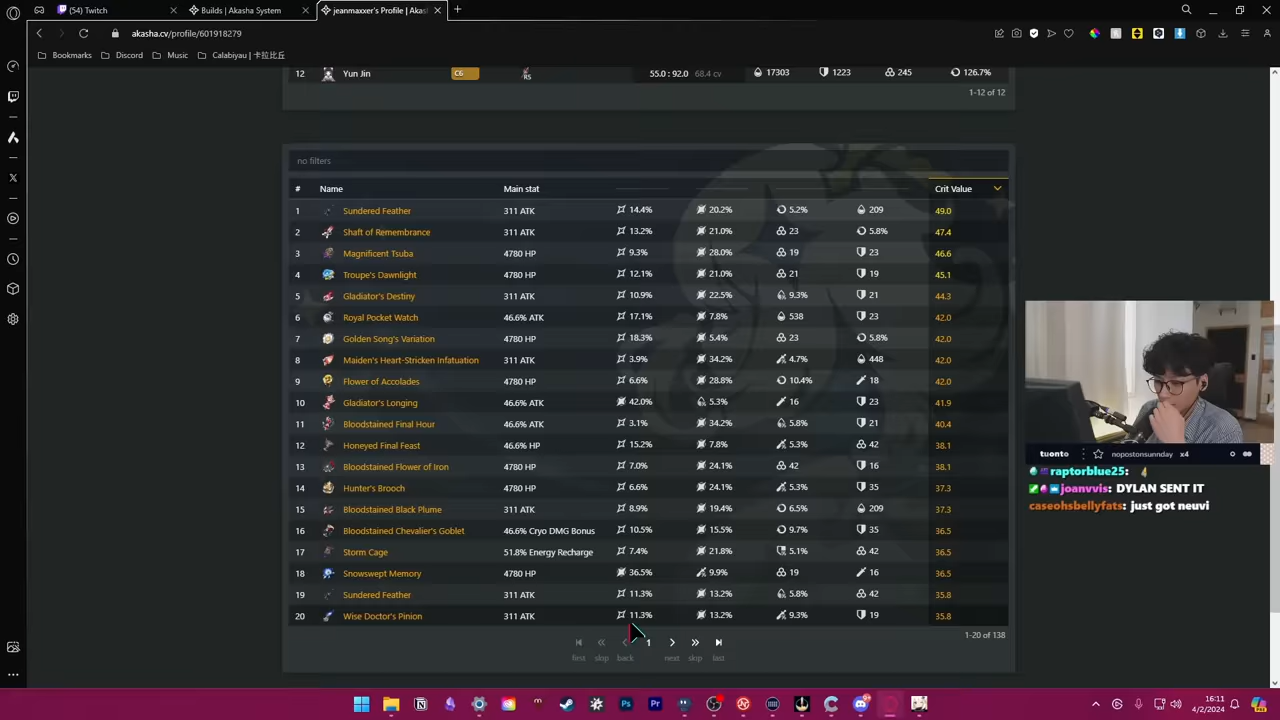 (54) Twitch
Builds | Akasha System
jeanmaxxer's Profile | Akas
akasha.cv/profile/601918279
Bookmarks Discord Music Calabiyau | 卡拉比丘
12 Yun Jin C6 R5 55.0 : 92.0 68.4 cv 17303 1223 245 126.7%
1-12 of 12
no filters
# Name Main stat Crit Value
1 Sundered Feather 311 ATK 14.4% 20.2% 5.2% 209 49.0
2 Shaft of Remembrance 311 ATK 13.2% 21.0% 23 5.8% 47.4
3 Magnificent Tsuba 4780 HP 9.3% 28.0% 19 23 46.6
4 Troupe's Dawnlight 4780 HP 12.1% 21.0% 21 19 45.1
5 Gladiator's Destiny 311 ATK 10.9% 22.5% 9.3% 21 44.3
6 Royal Pocket Watch 46.6% ATK 17.1% 7.8% 538 23 42.0
7 Golden Song's Variation 4780 HP 18.3% 5.4% 23 5.8% 42.0
8 Maiden's Heart-Stricken Infatuation 311 ATK 3.9% 34.2% 4.7% 448 42.0
9 Flower of Accolades 4780 HP 6.6% 28.8% 10.4% 18 42.0
10 Gladiator's Longing 46.6% ATK 42.0% 5.3% 16 23 41.9
11 Bloodstained Final Hour 46.6% ATK 3.1% 34.2% 5.8% 21 40.4
12 Honeyed Final Feast 46.6% HP 15.2% 7.8% 5.3% 42 38.1
13 Bloodstained Flower of Iron 4780 HP 7.0% 24.1% 42 16 38.1
14 Hunter's Brooch 4780 HP 6.6% 24.1% 5.3% 35 37.3
15 Bloodstained Black Plume 311 ATK 8.9% 19.4% 6.5% 209 37.3
16 Bloodstained Chevalier's Goblet 46.6% Cryo DMG Bonus 10.5% 15.5% 9.7% 35 36.5
17 Storm Cage 51.8% Energy Recharge 7.4% 21.8% 5.1% 42 36.5
18 Snowswept Memory 4780 HP 36.5% 9.9% 19 16 36.5
19 Sundered Feather 311 ATK 11.3% 13.2% 5.8% 42 35.8
20 Wise Doctor's Pinion 311 ATK 11.3% 13.2% 9.3% 19 35.8
1-20 of 138
1
first skip back next skip last
tuonto nopostonsunnday x4
raptorblue25:
joanvvis: DYLAN SENT IT
caseohsbellyfats: just got neuvi
16:11
4/2/2024